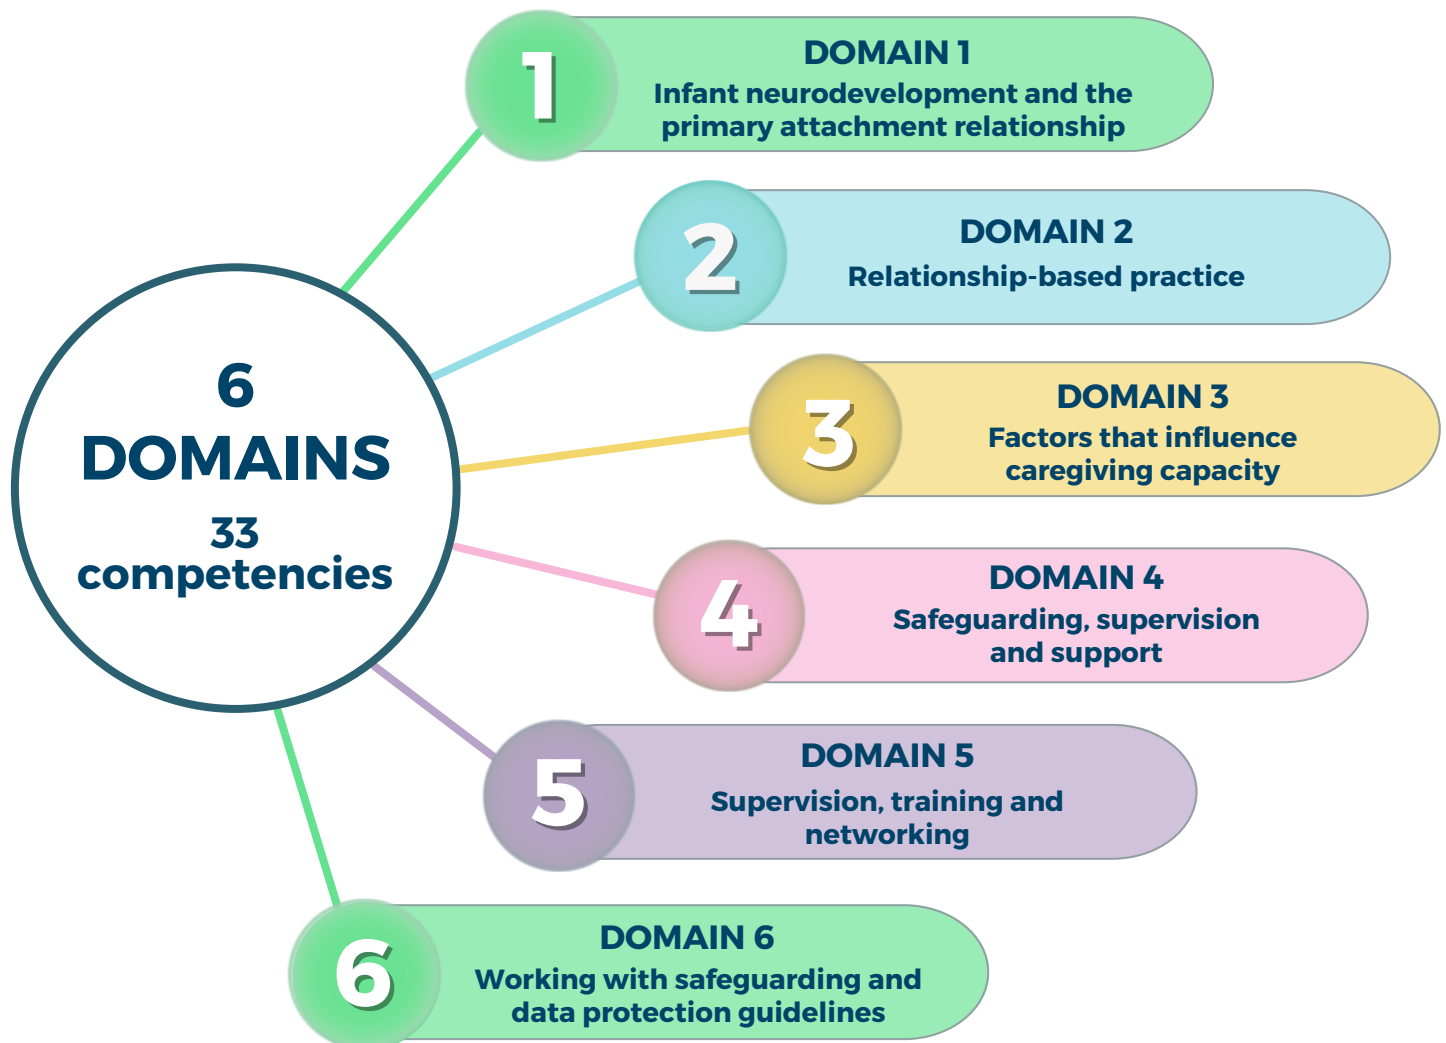 6
DOMAINS
33
competencies
1
DOMAIN 1
Infant neurodevelopment and the
primary attachment relationship
2
DOMAIN 2
Relationship-based practice
3
DOMAIN 3
Factors that influence
caregiving capacity
4
DOMAIN 4
Safeguarding, supervision
and support
5
DOMAIN 5
Supervision, training and
networking
6
DOMAIN 6
Working with safeguarding and
data protection guidelines